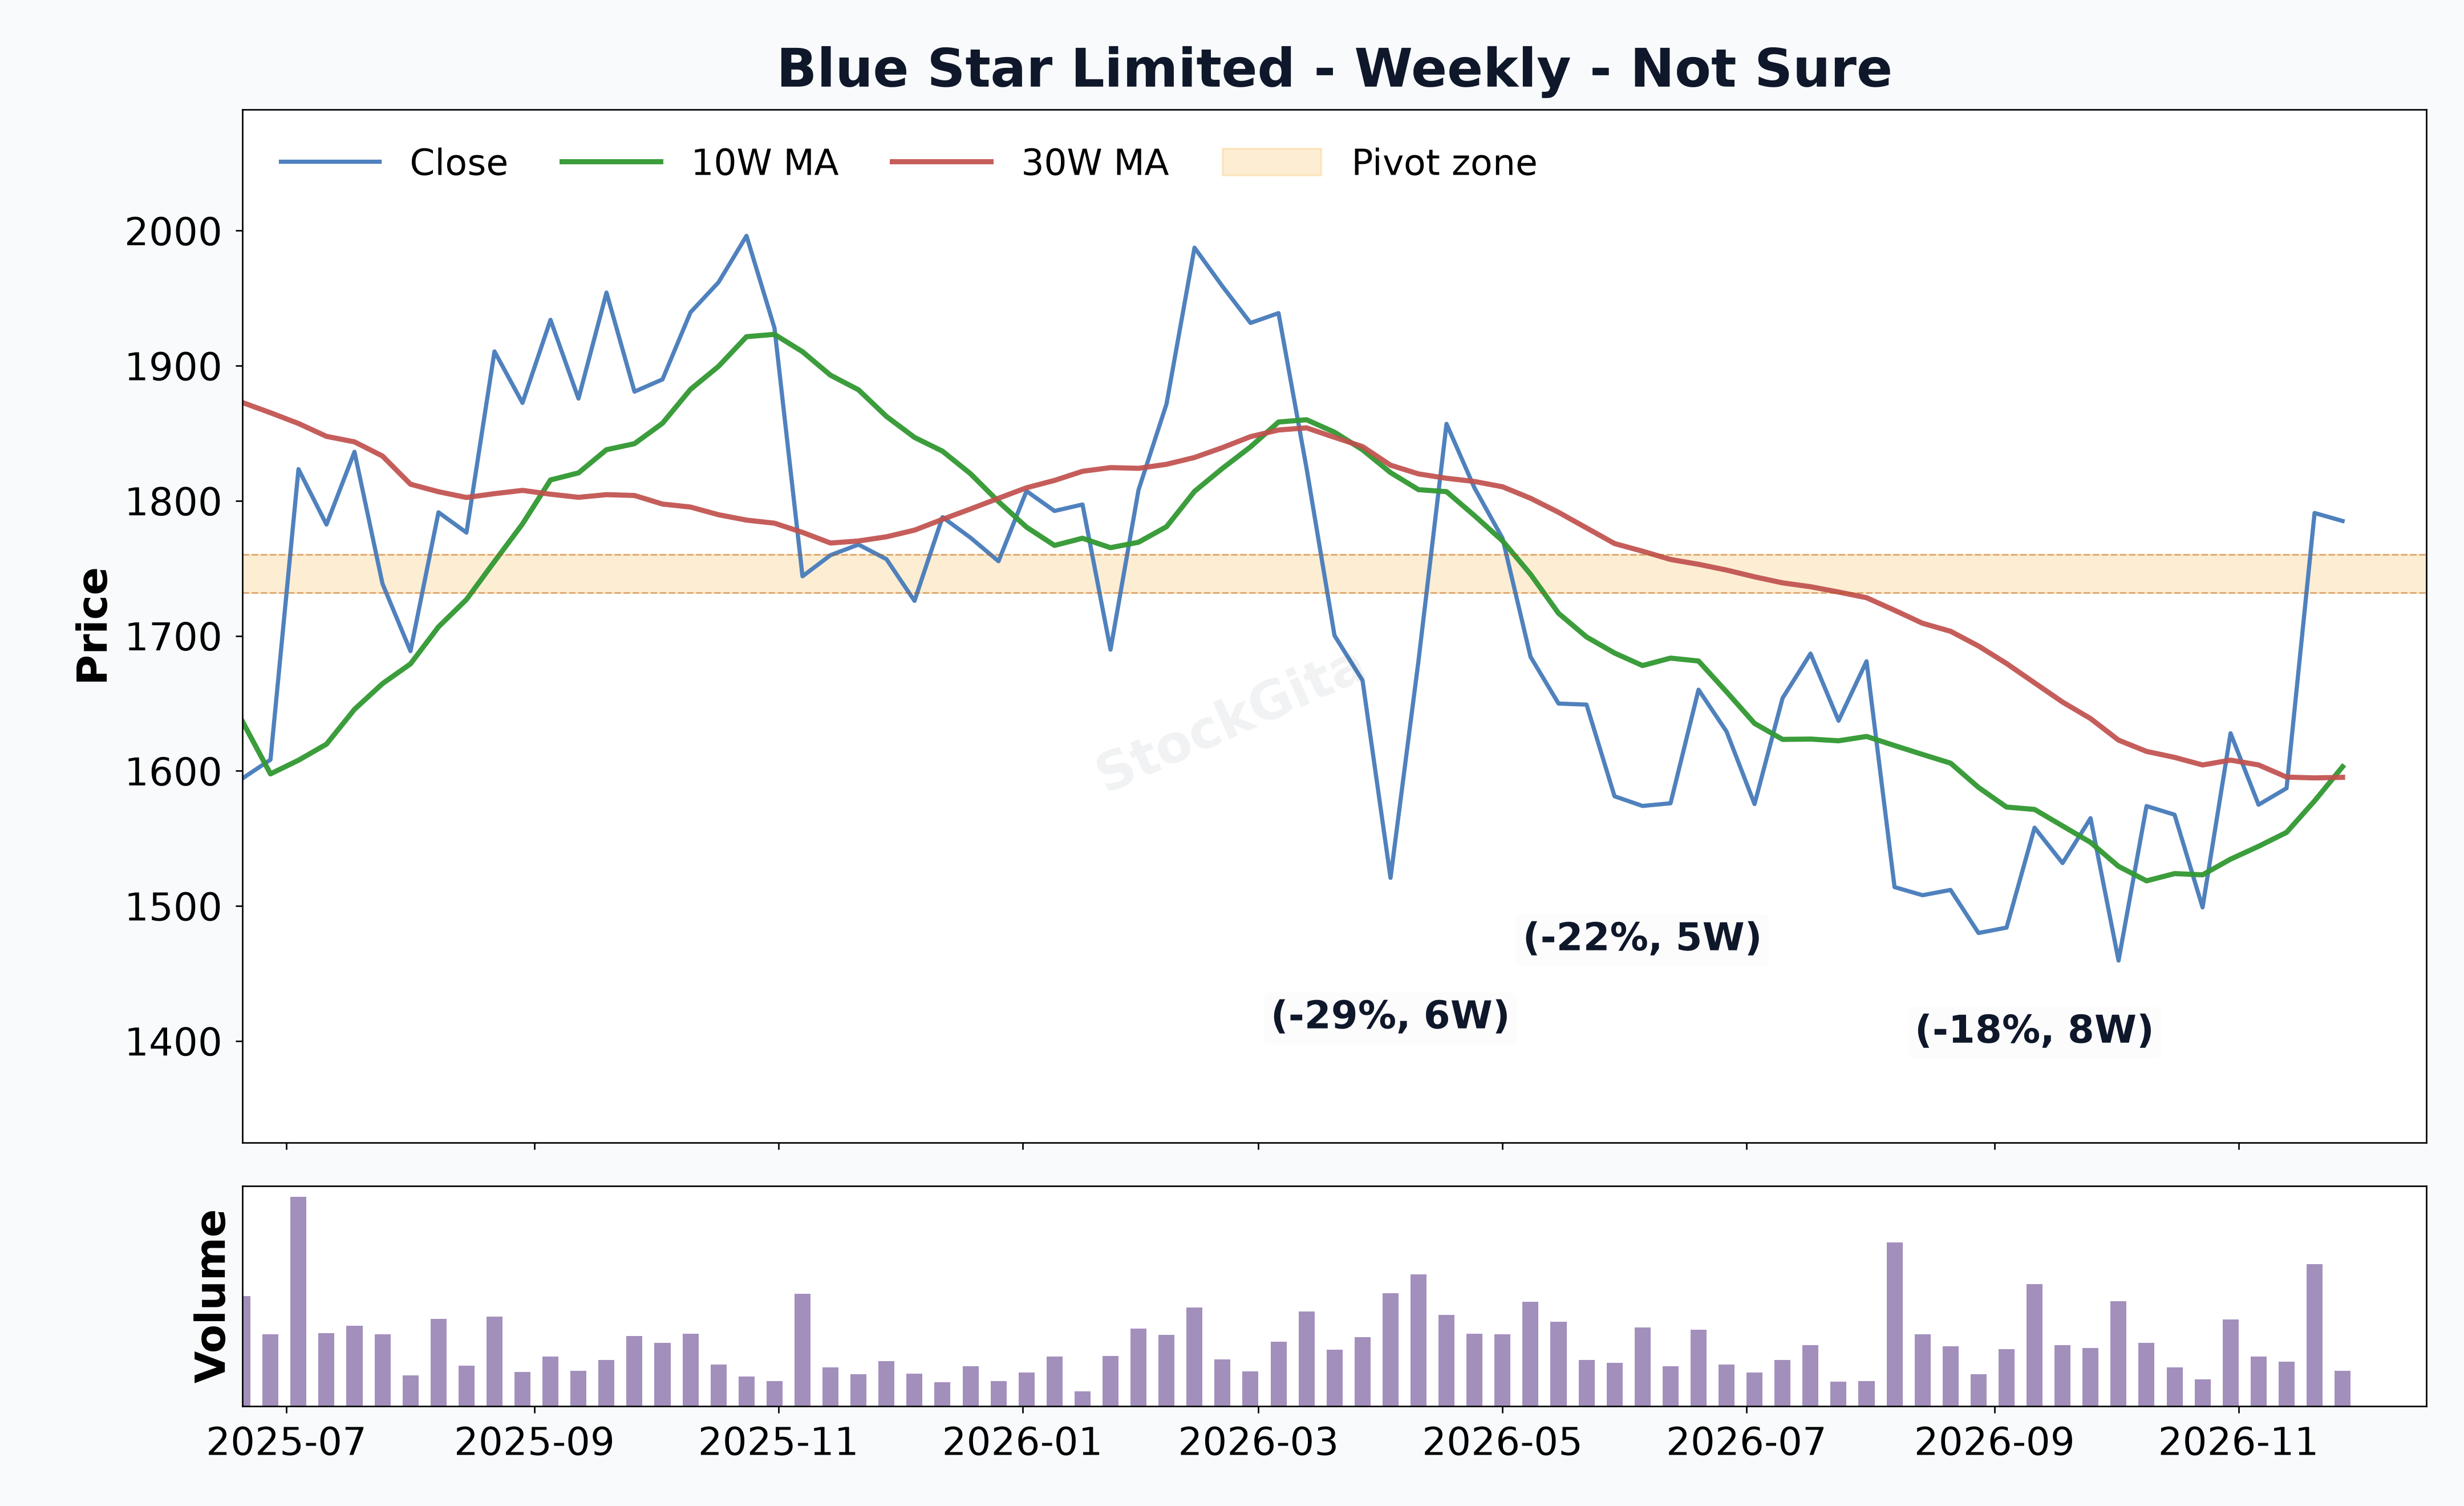 Blue Star Limited - Weekly - Not Sure
Close 10W MA 30W MA Pivot zone
2000
1900
1800
1700
1600
1500
1400
Price
StockGita
(-22%, 5W)
(-29%, 6W)
(-18%, 8W)
Volume
2025-07 2025-09 2025-11 2026-01 2026-03 2026-05 2026-07 2026-09 2026-11